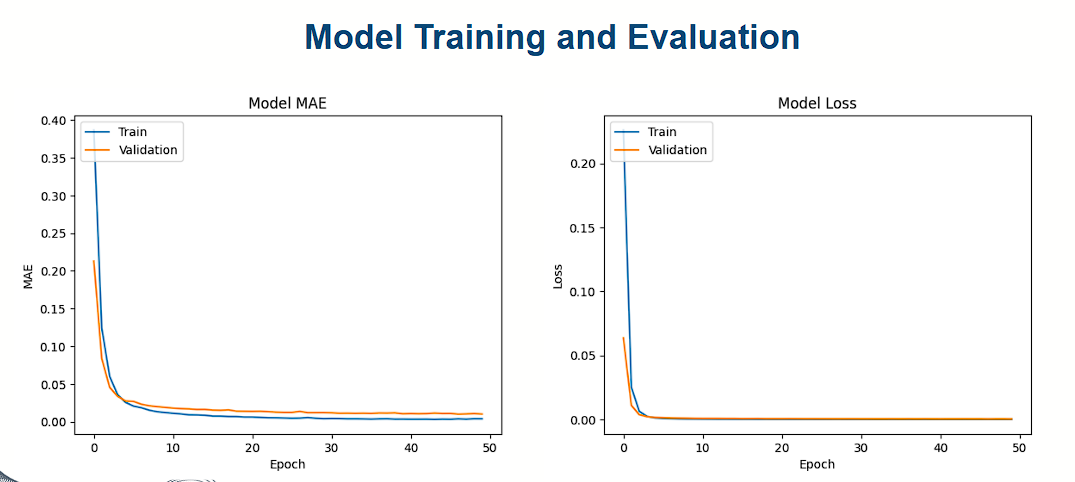 Model Training and Evaluation
Model MAE
Train
Validation
MAE
0.40
0.35
0.30
0.25
0.20
0.15
0.10
0.05
0.00
0 10 20 30 40 50
Epoch
Model Loss
Train
Validation
Loss
0.20
0.15
0.10
0.05
0.00
0 10 20 30 40 50
Epoch